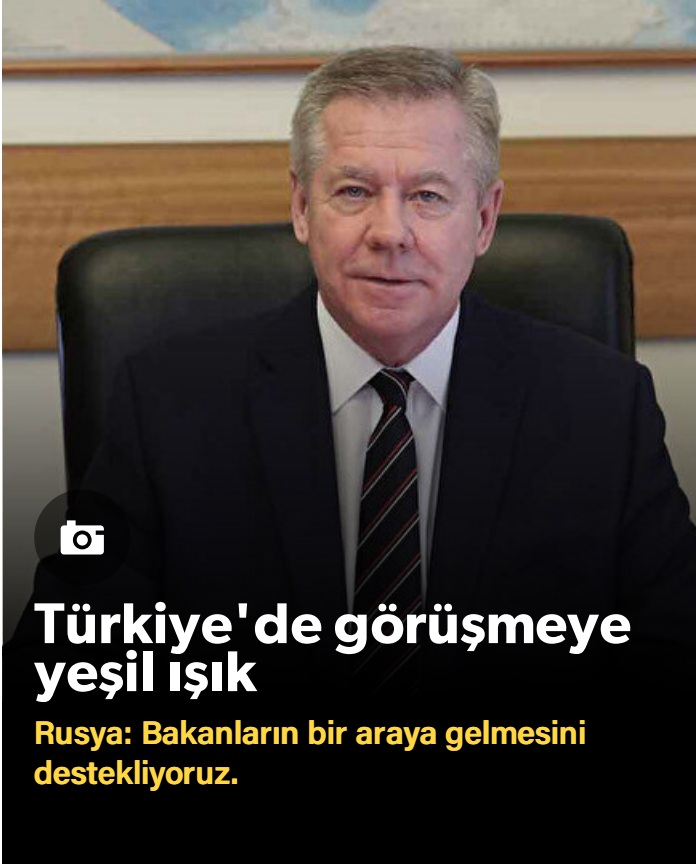 Türkiye'de görüşmeye
yeşil ışık
Rusya: Bakanların bir araya gelmesini
destekliyoruz.